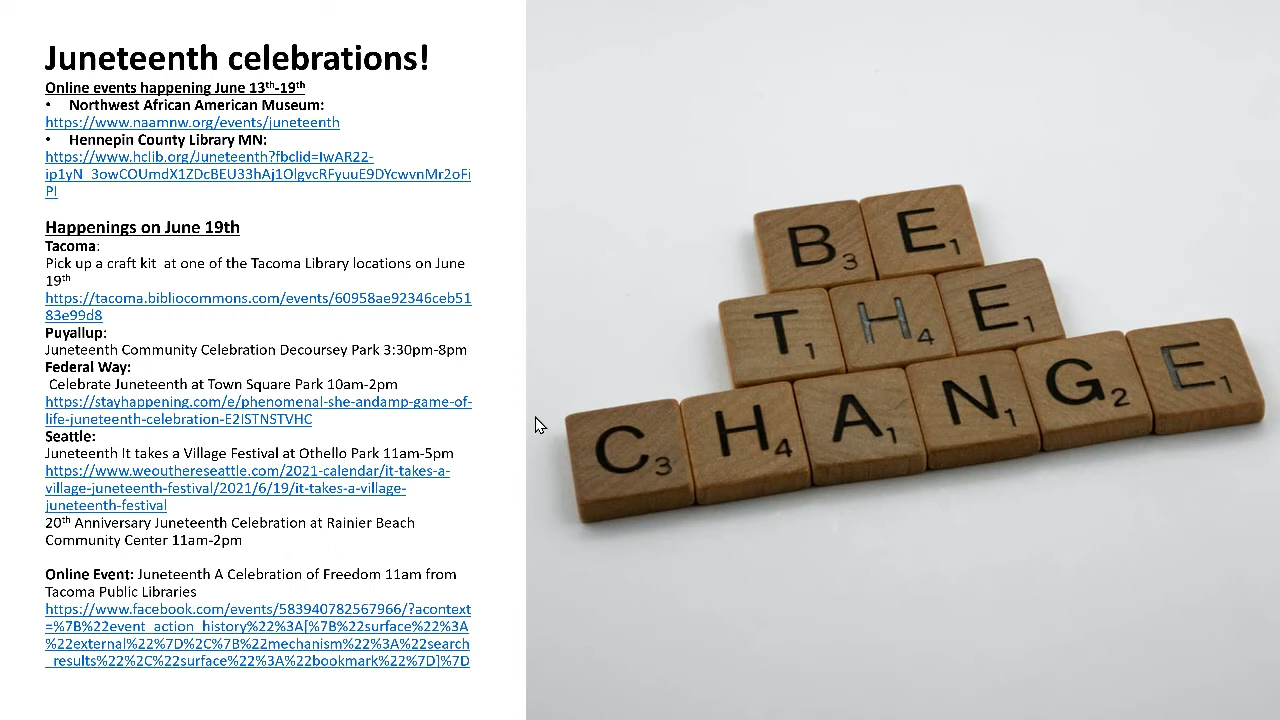 Juneteenth celebrations!
Online events happening June 13th-19th
• Northwest African American Museum:
https://www.naamnw.org/events/juneteenth
• Hennepin County Library MN:
https://www.hclib.org/Juneteenth?fbclid=IwAR22-
ip1yN_3owCOUmdX1ZDcBEU33hAj1OlgvcRFyuuE9DYcwvnMr2oFi
PI
Happenings on June 19th
Tacoma:
Pick up a craft kit at one of the Tacoma Library locations on June
19th
https://tacoma.bibliocommons.com/events/60958ae92346ceb51
83e99d8
Puyallup:
Juneteenth Community Celebration Decoursey Park 3:30pm-8pm
Federal Way:
Celebrate Juneteenth at Town Square Park 10am-2pm
https://stayhappening.com/e/phenomenal-she-andamp-game-of-
life-juneteenth-celebration-E2ISTNSTVHC
Seattle:
Juneteenth It takes a Village Festival at Othello Park 11am-5pm
https://www.weouthereseattle.com/2021-calendar/it-takes-a-
village-juneteenth-festival/2021/6/19/it-takes-a-village-
juneteenth-festival
20th Anniversary Juneteenth Celebration at Rainier Beach
Community Center 11am-2pm
Online Event: Juneteenth A Celebration of Freedom 11am from
Tacoma Public Libraries
https://www.facebook.com/events/583940782567966/?acontext
=%7B%22event_action_history%22%3A[%7B%22surface%22%3A
%22external%22%7D%2C%7B%22mechanism%22%3A%22search
_results%22%2C%22surface%22%3A%22bookmark%22%7D]%7D
B3 E1
T1 H4 E1
C3 H4 A1 N1 G2 E1